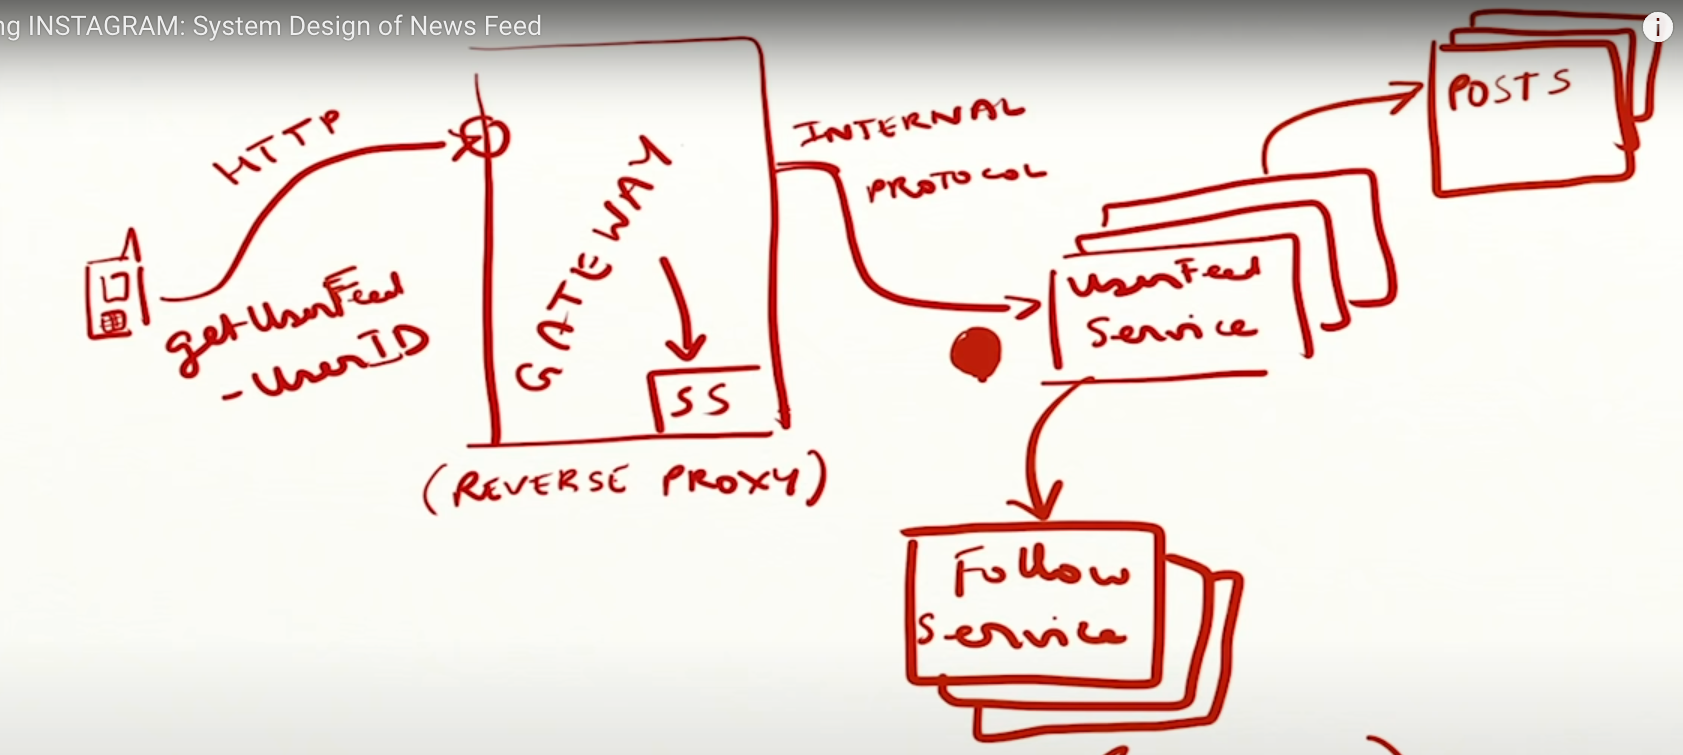 ng INSTAGRAM: System Design of News Feed
i
HTTP
getUserFeed
- UserID
GATEWAY
SS
(REVERSE PROXY)
INTERNAL
PROTOCOL
UserFeed
Service
POSTS
Follow
Service